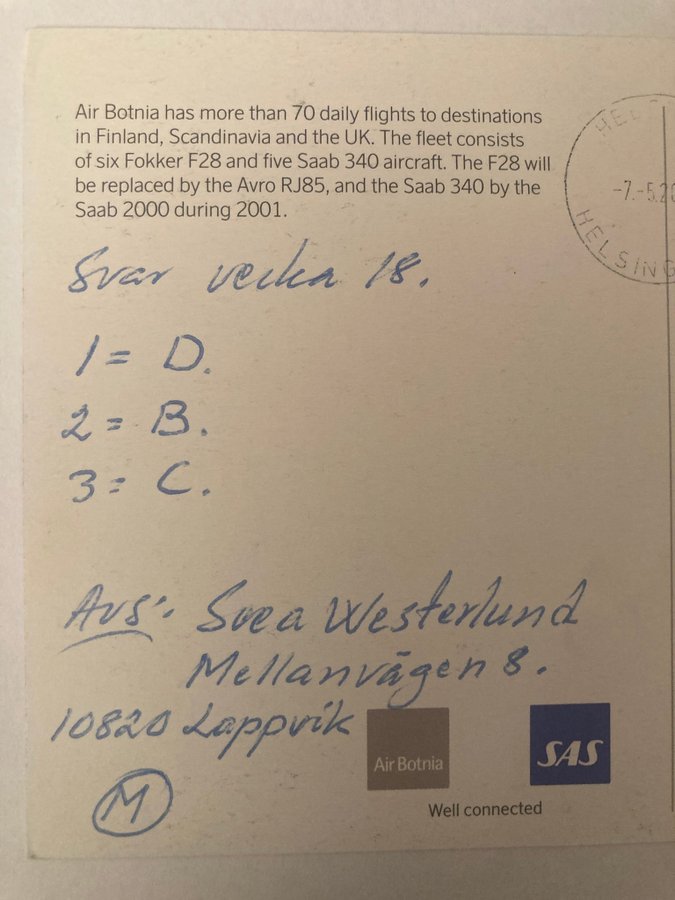 Air Botnia has more than 70 daily flights to destinations
in Finland, Scandinavia and the UK. The fleet consists
of six Fokker F28 and five Saab 340 aircraft. The F28 will
be replaced by the Avro RJ85, and the Saab 340 by the
Saab 2000 during 2001.
HEL
-7.-5.2
HELSING
Svar vecka 18.
1 = D.
2 = B.
3 = C.
Avs:. Svea Westerlund
Mellanvägen 8.
10820 Lappvik
M
Air Botnia
SAS
Well connected